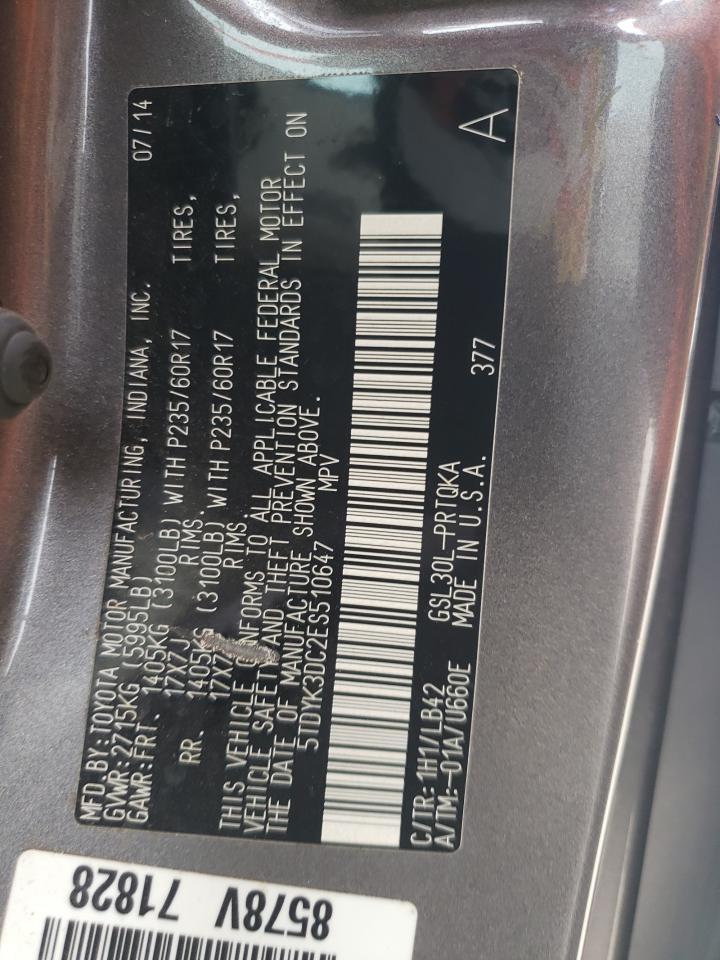 MFD.BY:TOYOTA MOTOR MANUFACTURING, INDIANA, INC. 07/14
GVWR:2715KG (5995LB)
GAWR:FRT. 1405KG (3100LB) WITH P235/60R17 TIRES,
17X7J RIMS.
RR. 1405KG (3100LB) WITH P235/60R17 TIRES,
17X7J RIMS.
THIS VEHICLE CONFORMS TO ALL APPLICABLE FEDERAL MOTOR
VEHICLE SAFETY AND THEFT PREVENTION STANDARDS IN EFFECT ON
THE DATE OF MANUFACTURE SHOWN ABOVE.
5TDYK3DC2ES510647 MPV
A
C/TR:1H1/LB42 GSL30L-PRTQKA 377
A/TM:-01A/U660E MADE IN U.S.A.
8578V 71828